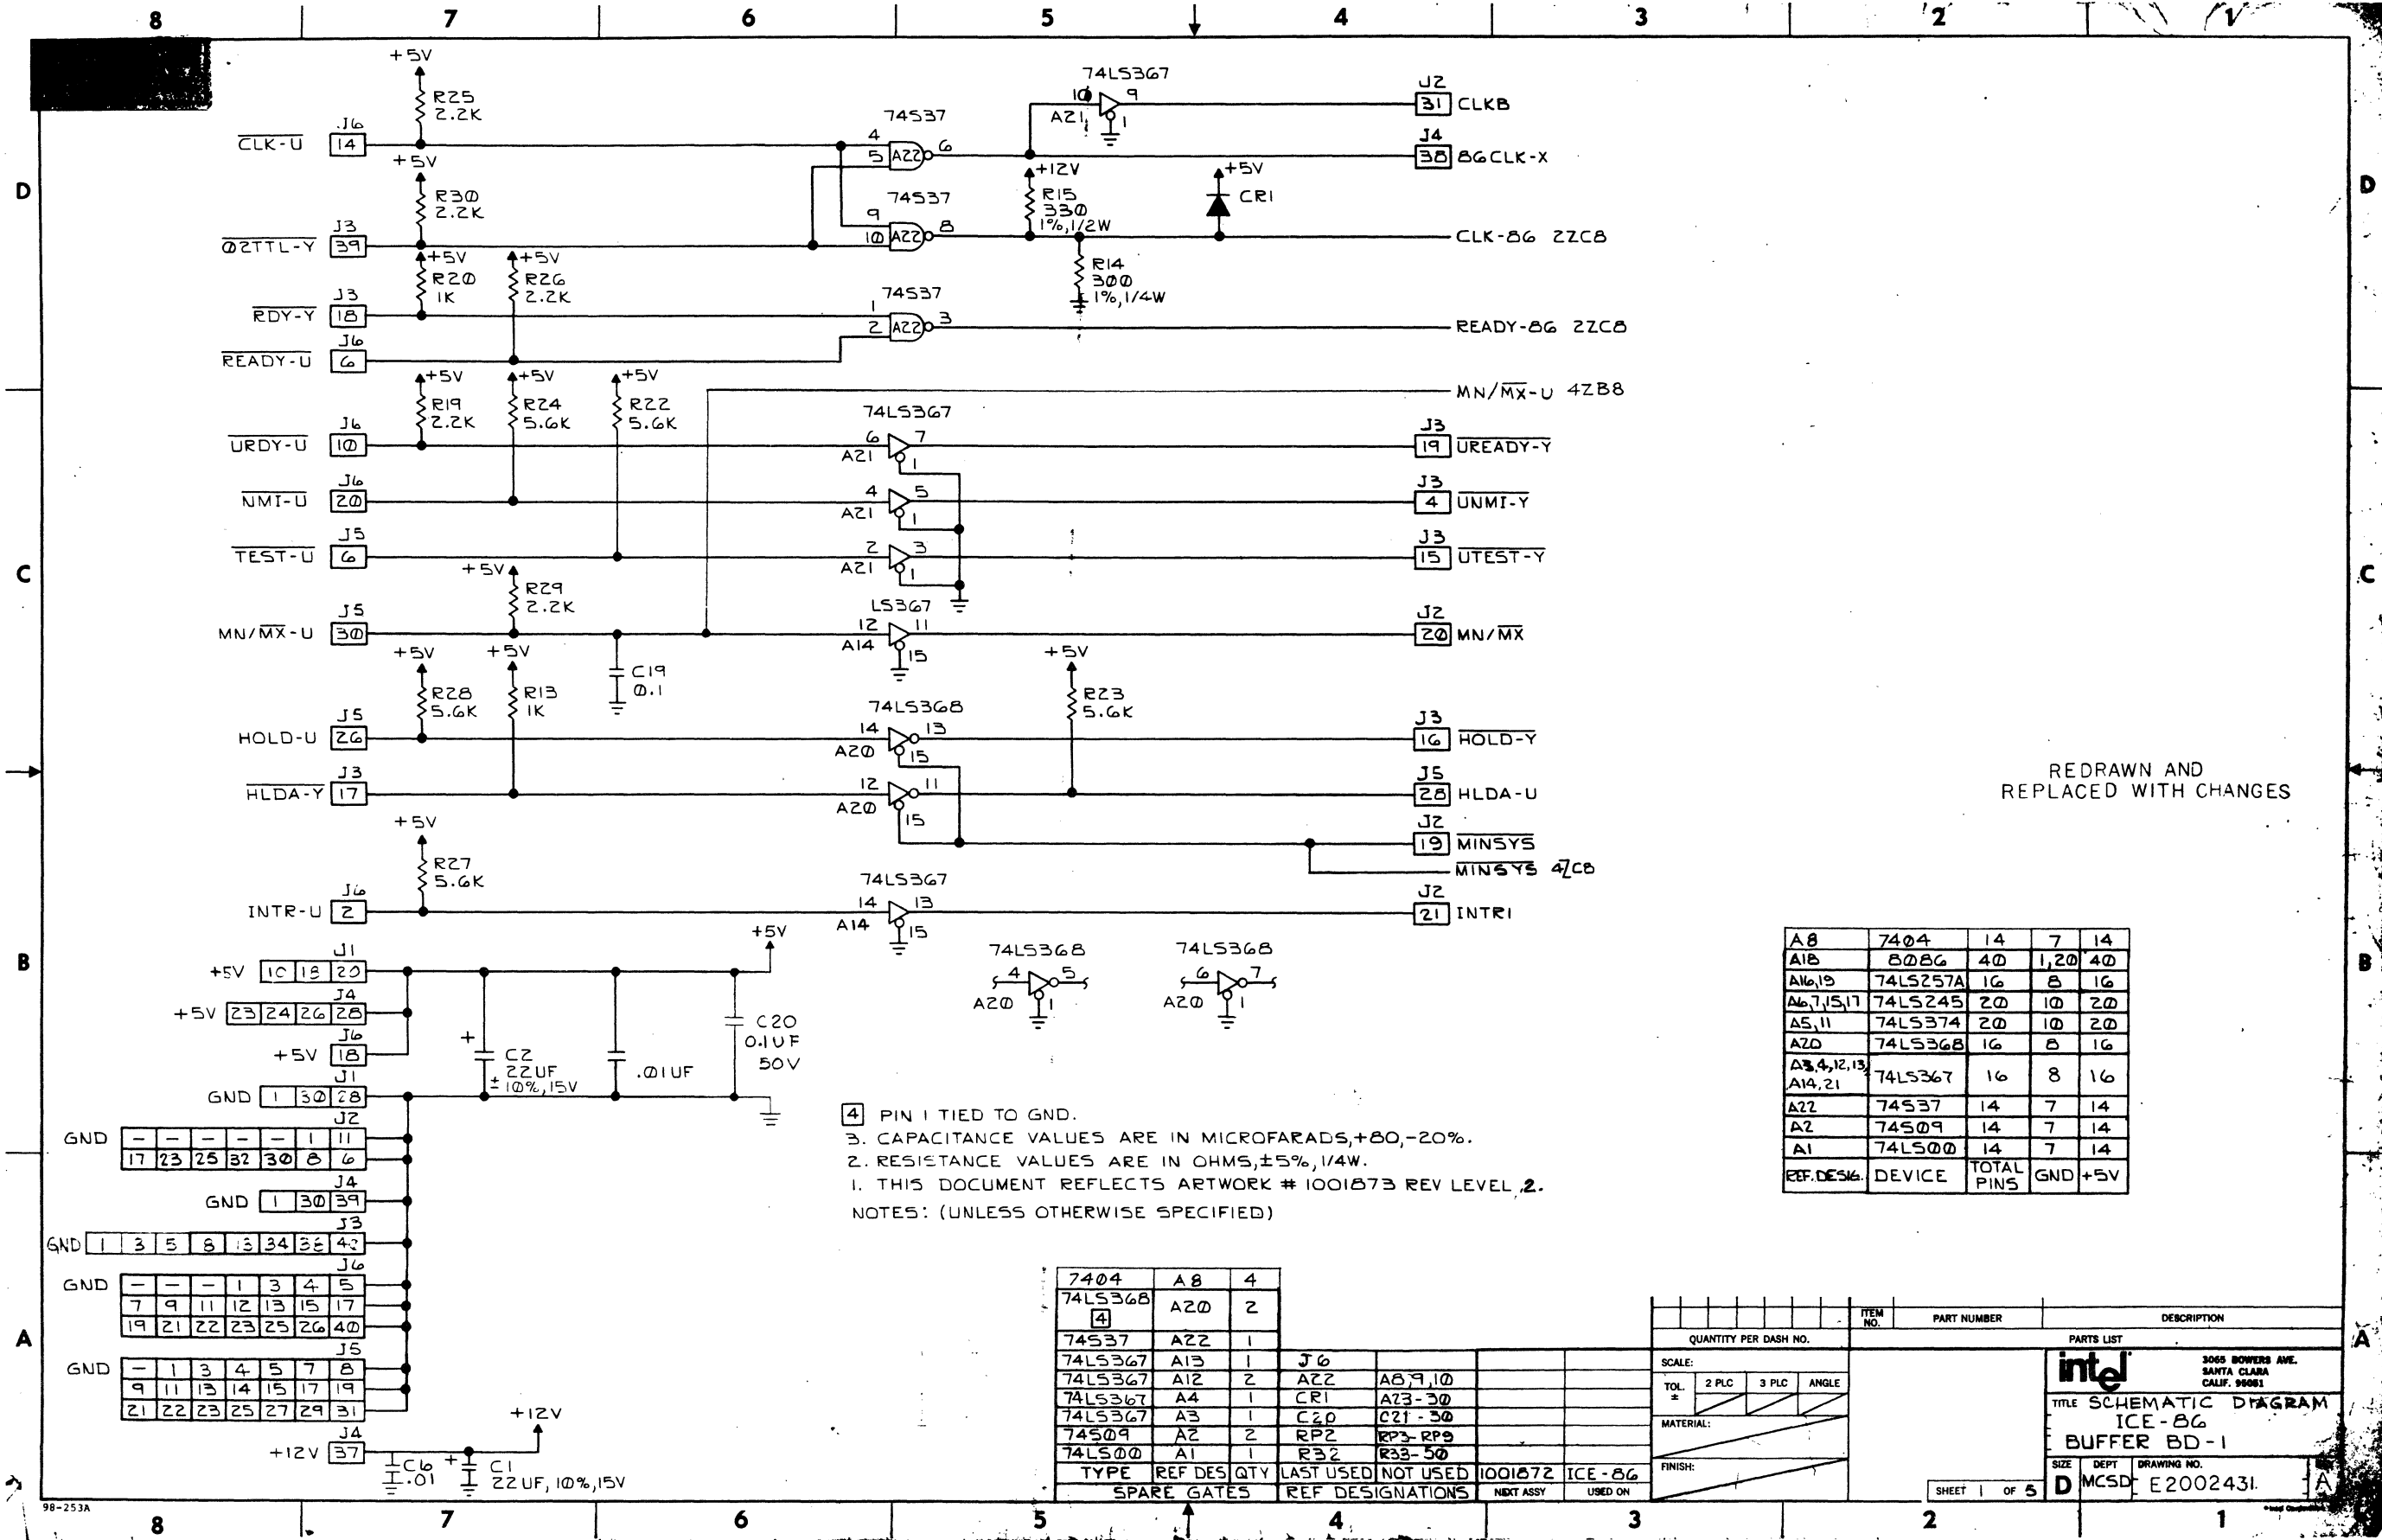 8 7 6 5 4 3 2 1
D
C
B
A
+5V
R25
2.2K
J6
CLK-U 14
+5V
R30
2.2K
J3
Ø2TTL-Y 39
+5V
R20
1K
+5V
R26
2.2K
J3
RDY-Y 18
J6
READY-U 6
74S37
4
5 A22 6
74S37
9
10 A22 8
74S37
1
2 A22 3
74LS367
10 9
A21 1
J2
31 CLKB
J4
38 86CLK-X
+12V
R15
330
1%,1/2W
+5V
CR1
CLK-86 2ZC8
R14
300
1%,1/4W
READY-86 2ZC8
MN/MX-U 4ZB8
+5V
R19
2.2K
+5V
R24
5.6K
+5V
R22
5.6K
J6
URDY-U 10
74LS367
6 7
A21 1
J3
19 UREADY-Y
J6
NMI-U 20
4 5
A21 1
J3
4 UNMI-Y
J5
TEST-U 6
2 3
A21 1
J3
15 UTEST-Y
+5V
R29
2.2K
J5
MN/MX-U 30
LS367
12 11
A14 15
J2
20 MN/MX
C19
0.1
+5V
R28
5.6K
+5V
R13
1K
+5V
R23
5.6K
J5
HOLD-U 26
74LS368
14 13
A20 15
J3
16 HOLD-Y
J3
HLDA-Y 17
12 11
A20 15
J5
28 HLDA-U
J2
19 MINSYS
MINSYS 4ZC8
+5V
R27
5.6K
J6
INTR-U 2
74LS367
14 13
A14 15
J2
21 INTR1
REDRAWN AND
REPLACED WITH CHANGES
74LS368
4 5
A20 1
74LS368
6 7
A20 1
J1
+5V 10 18 20
J4
+5V 23 24 26 28
J6
+5V 18
+5V
+ C2
22UF
±10%,15V
.01UF
C20
0.1UF
50V
J1
GND 1 30 28
J2
GND - - - - - 1 11
17 23 25 32 30 8 6
J4
GND 1 30 39
J3
GND 1 3 5 8 13 34 36
J6
GND - - - 1 3 4 5
7 9 11 12 13 15 17
19 21 22 23 25 26 40
J5
GND - 1 3 4 5 7 8
9 11 13 14 15 17 19
21 22 23 25 27 29 31
J4
+12V 37
+12V
C6
.01
+ C1
22UF,10%,15V
4 PIN 1 TIED TO GND.
3. CAPACITANCE VALUES ARE IN MICROFARADS,+80,-20%.
2. RESISTANCE VALUES ARE IN OHMS,±5%,1/4W.
1. THIS DOCUMENT REFLECTS ARTWORK # 1001873 REV LEVEL 2.
NOTES: (UNLESS OTHERWISE SPECIFIED)
A8 7404 14 7 14
A18 8086 40 1,20 40
A16,19 74LS257A 16 8 16
A6,7,15,17 74LS245 20 10 20
A5,11 74LS374 20 10 20
A20 74LS368 16 8 16
A3,4,12,13,
A14,21 74LS367 16 8 16
A22 74S37 14 7 14
A2 74S09 14 7 14
A1 74LS00 14 7 14
REF. DESIG. DEVICE TOTAL PINS GND +5V
7404 A8 4
74LS368 4 A20 2
74S37 A22 1
74LS367 A13 1 J6
74LS367 A12 2 A22 A8,9,10
74LS367 A4 1 CR1 A23-30
74LS367 A3 1 C20 C21-30
74S09 A2 2 RP2 RP3-RP9
74LS00 A1 1 R32 R33-50
TYPE REF DES QTY LAST USED NOT USED 1001872 ICE-86
SPARE GATES REF DESIGNATIONS NEXT ASSY USED ON
QUANTITY PER DASH NO.
ITEM NO. PART NUMBER DESCRIPTION
PARTS LIST
SCALE:
TOL. ± 2 PLC 3 PLC ANGLE
MATERIAL:
FINISH:
intel
3065 BOWERS AVE.
SANTA CLARA
CALIF. 95051
TITLE SCHEMATIC DIAGRAM
ICE-86
BUFFER BD-1
SIZE D DEPT MCSD DRAWING NO. E2002431 A
SHEET 1 OF 5
98-253A
8 7 6 5 4 3 2 1